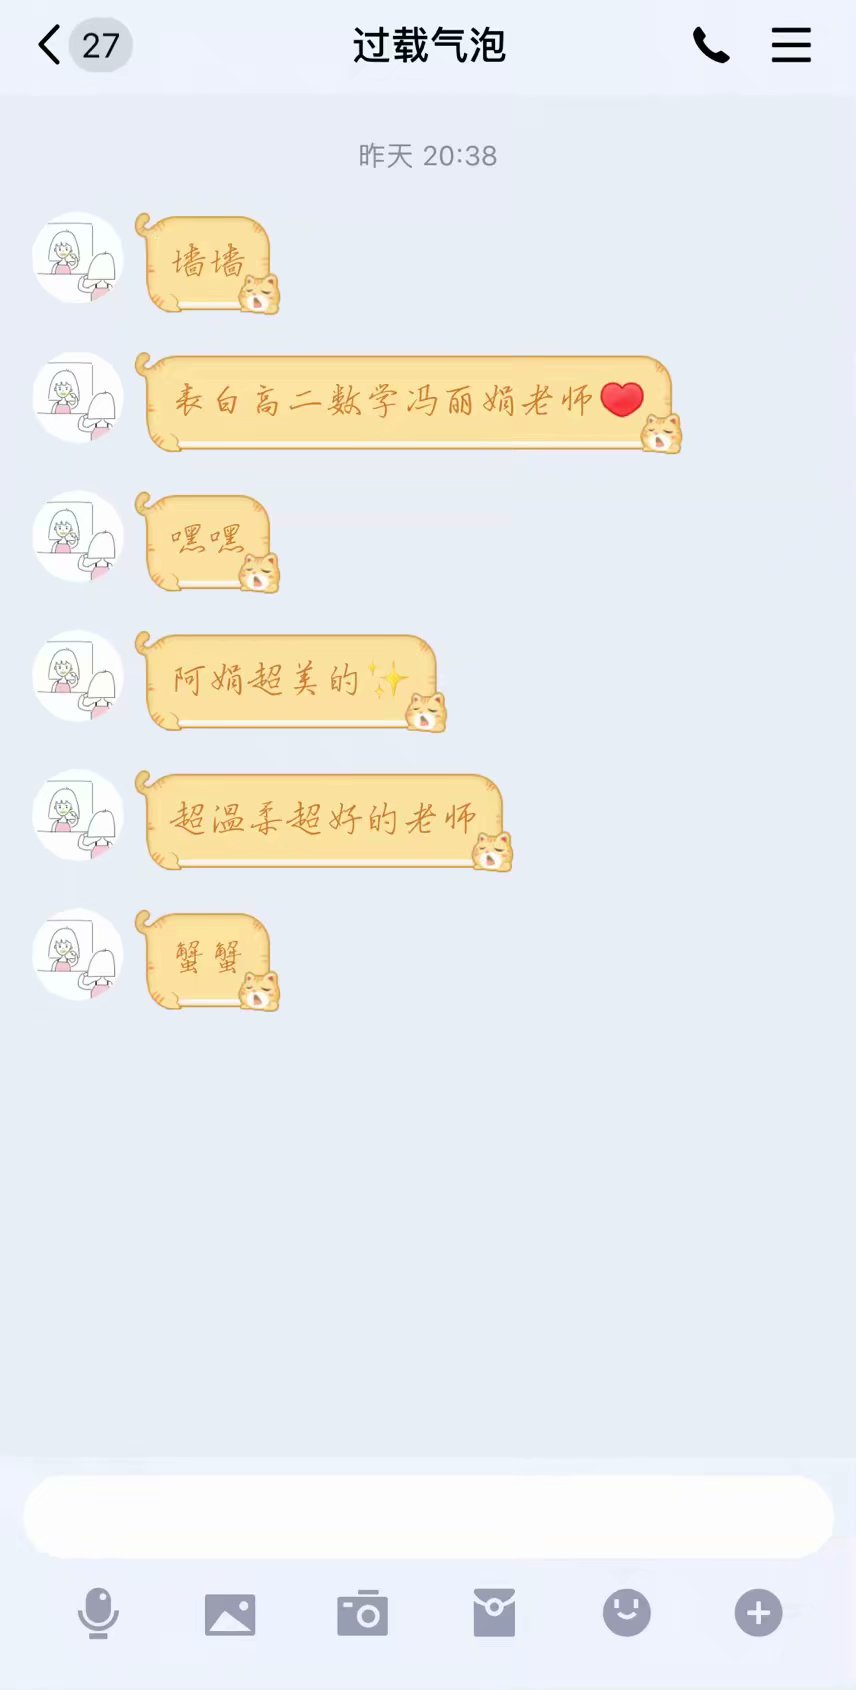 27
过载气泡
昨天 20:38
墙墙
表白高二数学冯丽娟老师❤️
嘿嘿
阿娟超美的✨
超温柔超好的老师
蟹蟹